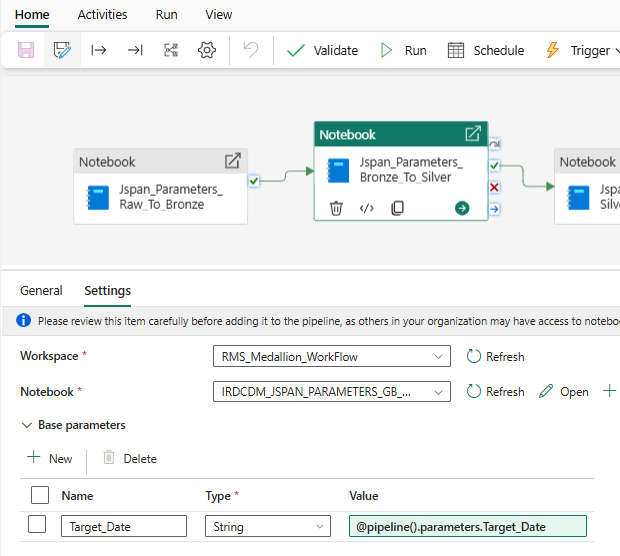 Home Activities Run View
Validate Run Schedule Trigger
Notebook
Jspan_Parameters_
Raw_To_Bronze
Notebook
Jspan_Parameters_
Bronze_To_Silver
Notebook
Jspan
Silve
General Settings
Please review this item carefully before adding it to the pipeline, as others in your organization may have access to notebo
Workspace * RMS_Medallion_WorkFlow Refresh
Notebook * IRDCDM_JSPAN_PARAMETERS_GB_... Refresh Open
Base parameters
New Delete
Name Type * Value
Target_Date String @pipeline().parameters.Target_Date